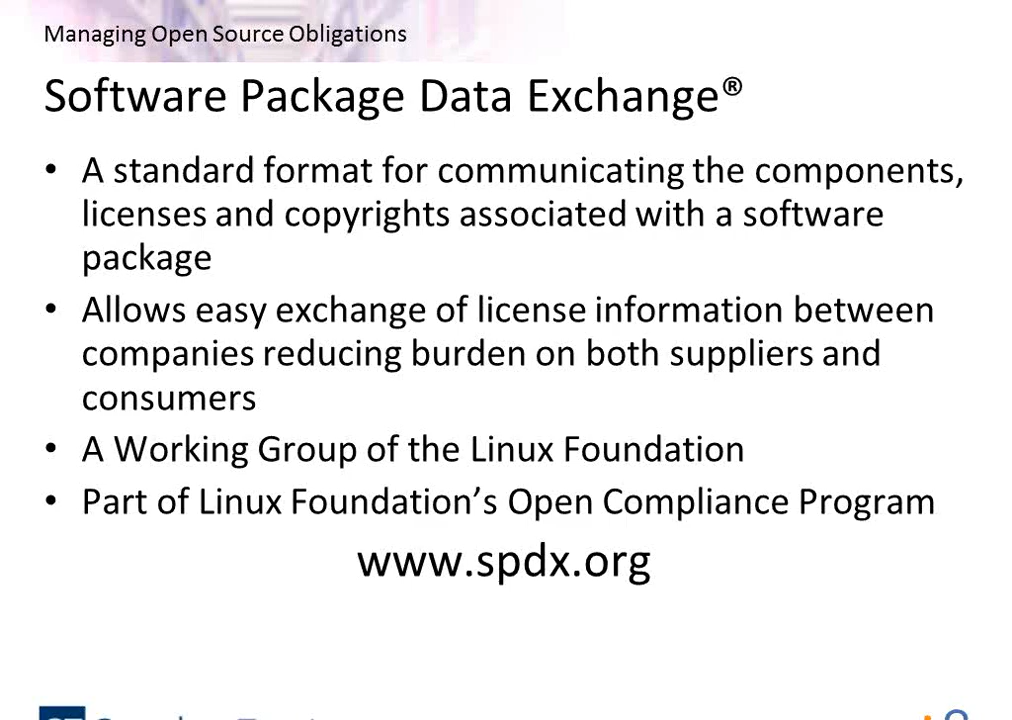 Managing Open Source Obligations
Software Package Data Exchange®
• A standard format for communicating the components,
licenses and copyrights associated with a software
package
• Allows easy exchange of license information between
companies reducing burden on both suppliers and
consumers
• A Working Group of the Linux Foundation
• Part of Linux Foundation’s Open Compliance Program
www.spdx.org